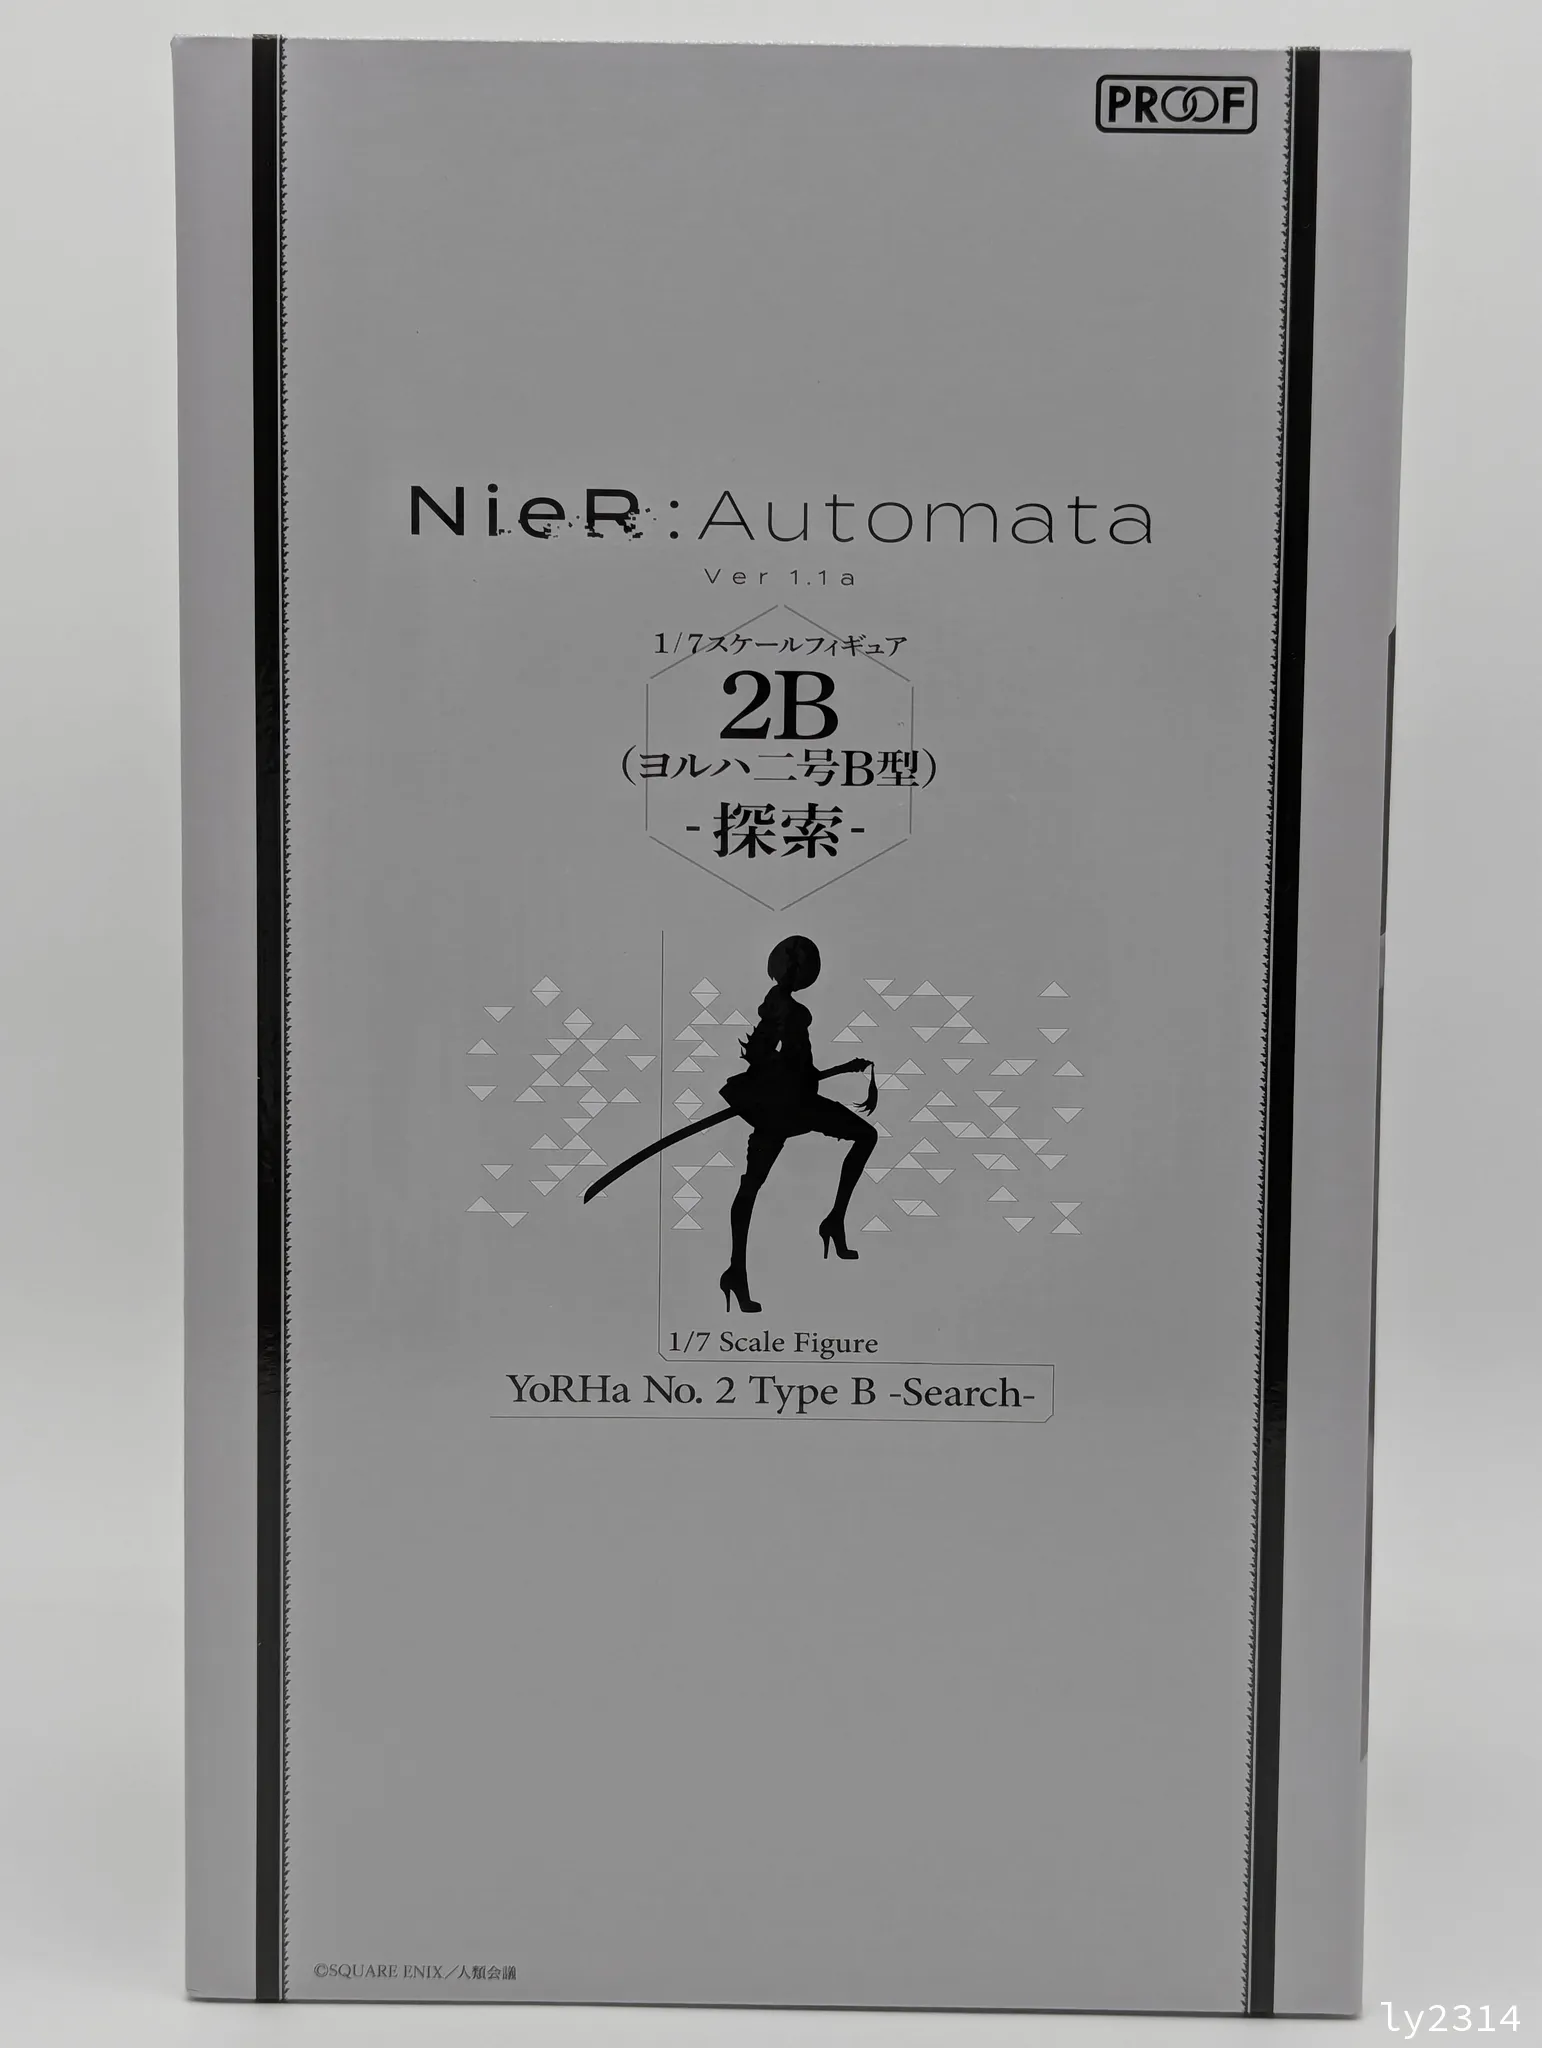 PROOF
NieR:Automata
Ver 1.1a
1/7スケールフィギュア
2B
（ヨルハ二号B型）
-探索-
1/7 Scale Figure
YoRHa No. 2 Type B -Search-
©SQUARE ENIX／人類会議
ly2314